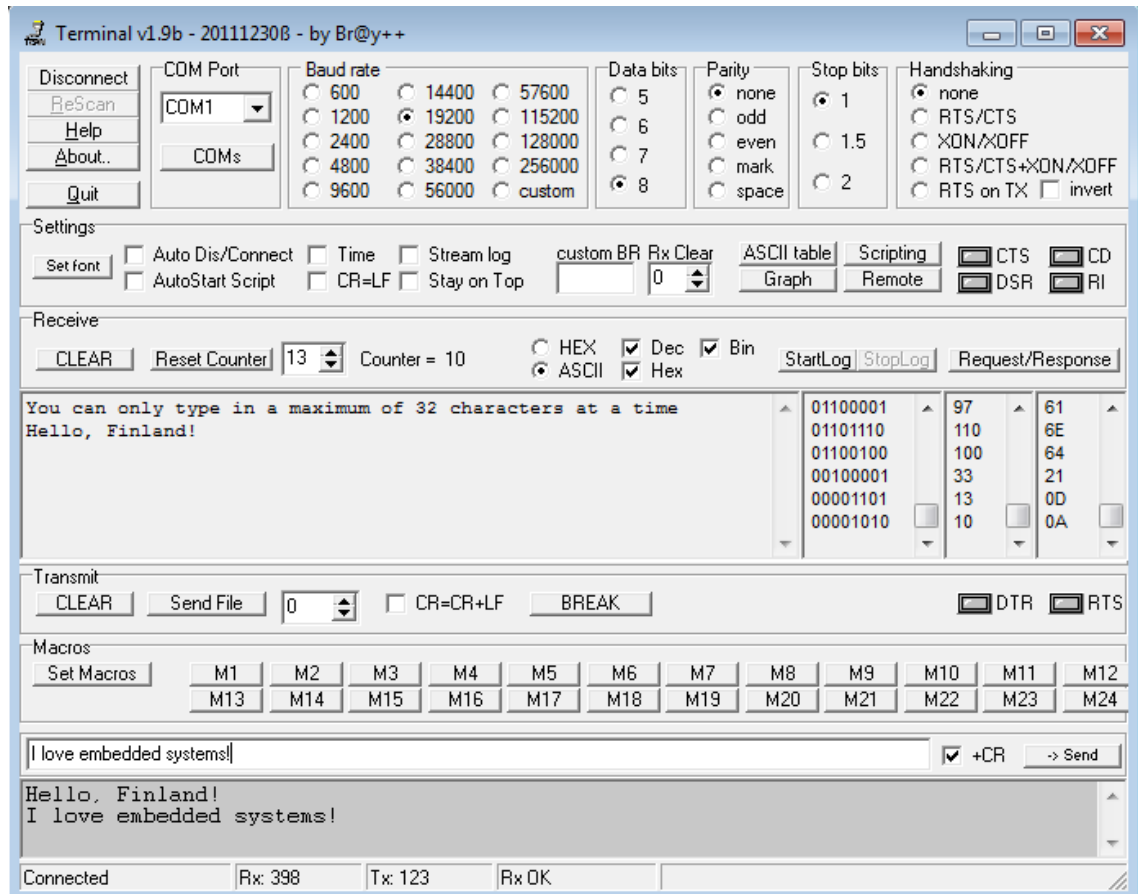 Terminal v1.9b - 20111230ß - by Br@y++
Disconnect
ReScan
Help
About..
Quit
COM Port
COM1
COMs
Baud rate
600 14400 57600
1200 19200 115200
2400 28800 128000
4800 38400 256000
9600 56000 custom
Data bits
5
6
7
8
Parity
none
odd
even
mark
space
Stop bits
1
1.5
2
Handshaking
none
RTS/CTS
XON/XOFF
RTS/CTS+XON/XOFF
RTS on TX invert
Settings
Set font
Auto Dis/Connect Time Stream log
AutoStart Script CR=LF Stay on Top
custom BR Rx Clear
0
ASCII table Scripting
Graph Remote
CTS CD
DSR RI
Receive
CLEAR Reset Counter 13 Counter = 10
HEX Dec Bin
ASCII Hex
StartLog StopLog Request/Response
You can only type in a maximum of 32 characters at a time
Hello, Finland!
01100001 97 61
01101110 110 6E
01100100 100 64
00100001 33 21
00001101 13 0D
00001010 10 0A
Transmit
CLEAR Send File 0 CR=CR+LF BREAK DTR RTS
Macros
Set Macros M1 M2 M3 M4 M5 M6 M7 M8 M9 M10 M11 M12
M13 M14 M15 M16 M17 M18 M19 M20 M21 M22 M23 M24
I love embedded systems! +CR -> Send
Hello, Finland!
I love embedded systems!
Connected Rx: 398 Tx: 123 Rx OK